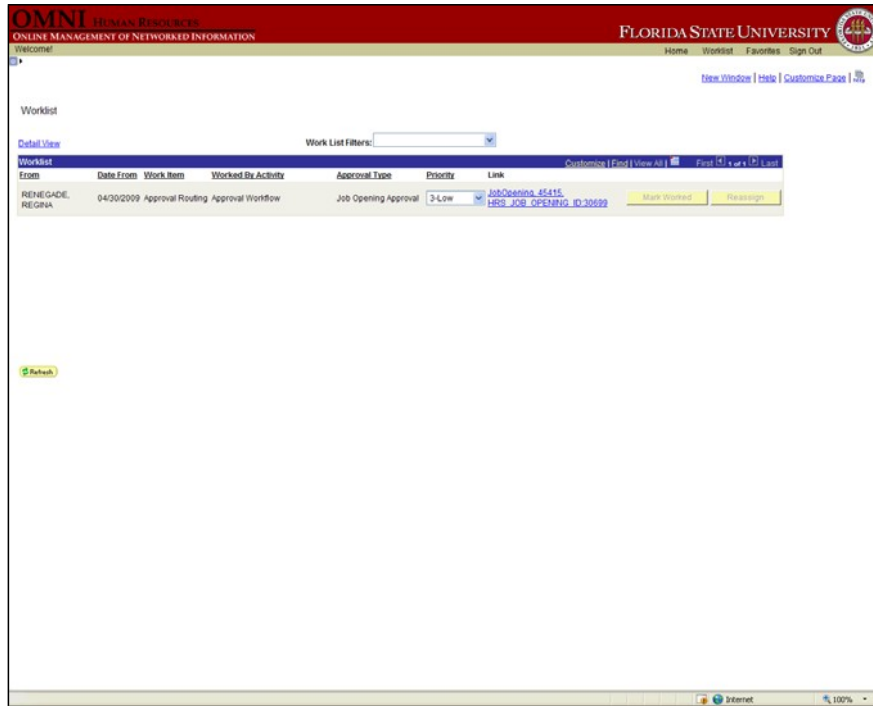 OMNI HUMAN RESOURCES
ONLINE MANAGEMENT OF NETWORKED INFORMATION
FLORIDA STATE UNIVERSITY
Welcome!
Home Worklist Favorites Sign Out
New Window | Help | Customize Page |
Worklist
Detail View
Work List Filters:
Worklist
Customize | Find | View All | First 1 of 1 Last
From Date From Work Item Worked By Activity Approval Type Priority Link
RENEGADE, REGINA 04/30/2009 Approval Routing Approval Workflow Job Opening Approval 3-Low JobOpening, 45415, HRS_JOB_OPENING_ID:30699 Mark Worked Reassign
Refresh
Internet 100%